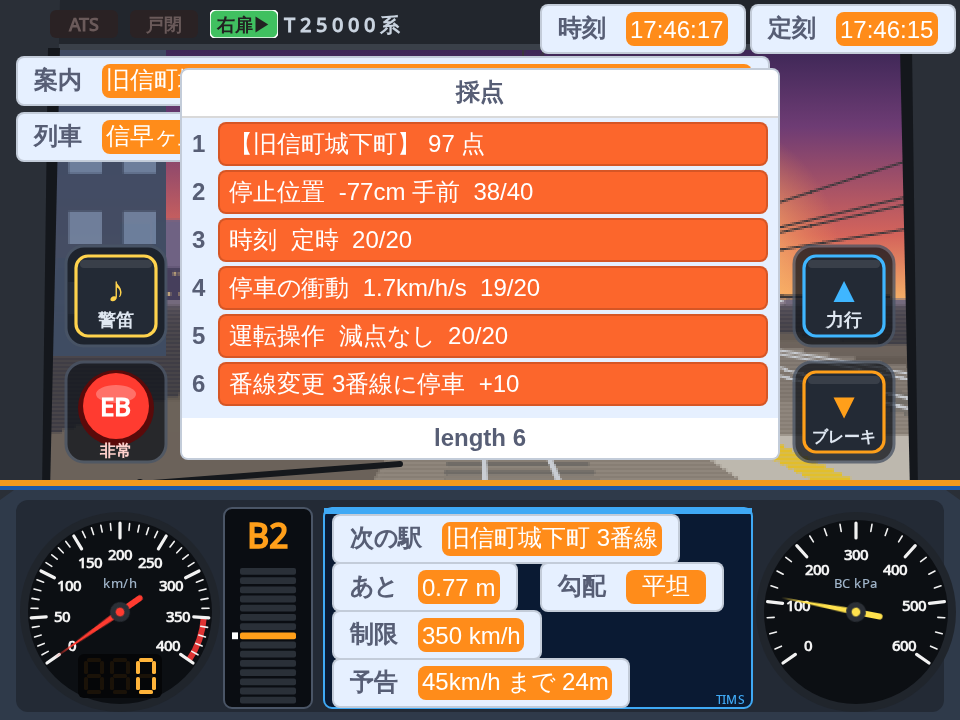 ATS 戸閉 右扉▶ T25000系
時刻 17:46:17 定刻 17:46:15
案内 旧信町
列車 信早ケ
採点
1 【旧信町城下町】 97 点
2 停止位置 -77cm 手前 38/40
3 時刻 定時 20/20
4 停車の衝動 1.7km/h/s 19/20
5 運転操作 減点なし 20/20
6 番線変更 3番線に停車 +10
length 6
♪
警笛
▲
力行
EB
非常
▼
ブレーキ
0 50 100 150 200 250 300 350 400
km/h
0
B2
次の駅 旧信町城下町 3番線
あと 0.77 m 勾配 平坦
制限 350 km/h
予告 45km/h まで 24m
TIMS
0 100 200 300 400 500 600
BC kPa